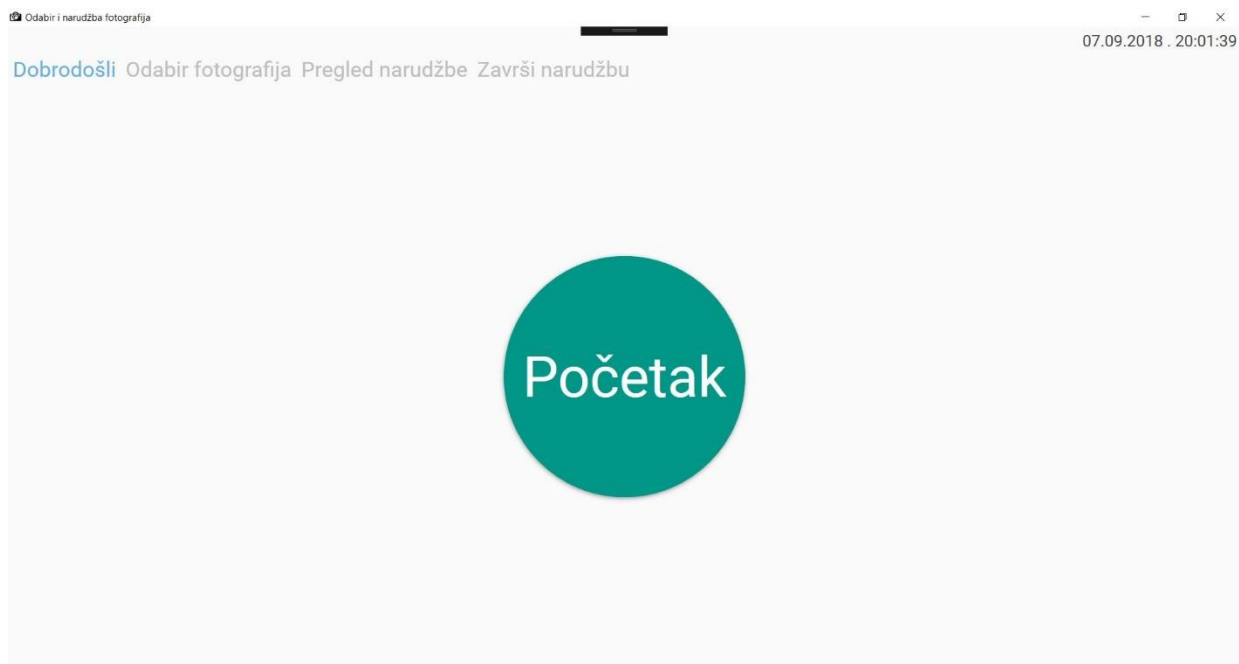 Odabir i narudžba fotografija
07.09.2018 . 20:01:39
Dobrodošli Odabir fotografija Pregled narudžbe Završi narudžbu
Početak